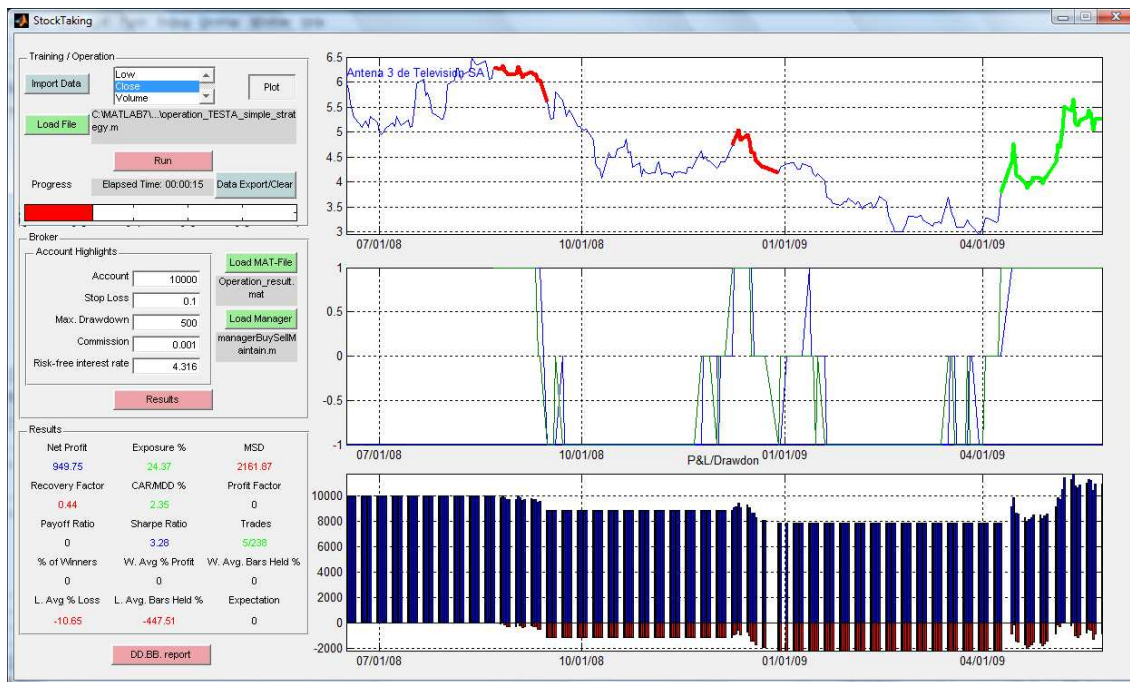 StockTaking
Training / Operation
Import Data
Low
Close
Volume
Plot
Load File
C:\MATLAB7\...\operation_TESTA_simple_strat
egy.m
Run
Progress
Elapsed Time: 00:00:15
Data Export/Clear
Broker
Account Highlights
Account 10000
Stop Loss 0.1
Max. Drawdown 500
Commission 0.001
Risk-free interest rate 4.316
Load MAT-File
Operation_result.
mat
Load Manager
managerBuySellM
aintain.m
Results
Results
Net Profit Exposure % MSD
949.75 24.37 2161.87
Recovery Factor CAR/MDD % Profit Factor
0.44 2.35 0
Payoff Ratio Sharpe Ratio Trades
0 3.28 5/238
% of Winners W. Avg % Profit W. Avg. Bars Held %
0 0 0
L. Avg % Loss L. Avg. Bars Held % Expectation
-10.65 -447.51 0
DD.BB. report
Antena 3 de Television SA
6.5
6
5.5
5
4.5
4
3.5
3
07/01/08 10/01/08 01/01/09 04/01/09
1
0.5
0
-0.5
-1
07/01/08 10/01/08 01/01/09 04/01/09
P&L/Drawdon
10000
8000
6000
4000
2000
0
-2000
07/01/08 10/01/08 01/01/09 04/01/09